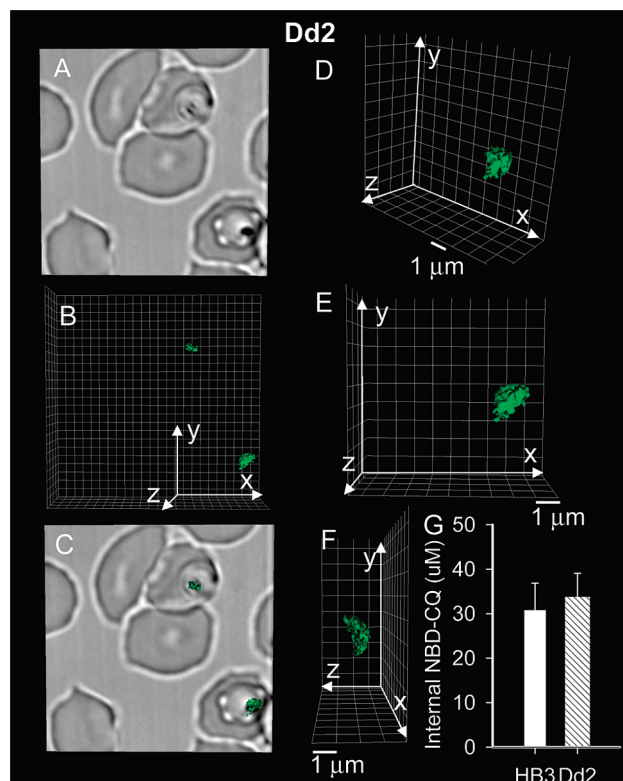 Dd2
A
D
y
z
x
1 μm
B
y
z
x
E
y
z
x
1 μm
C
F
y
z
x
1 μm
G
Internal NBD-CQ (uM)
50
40
30
20
10
0
HB3 Dd2